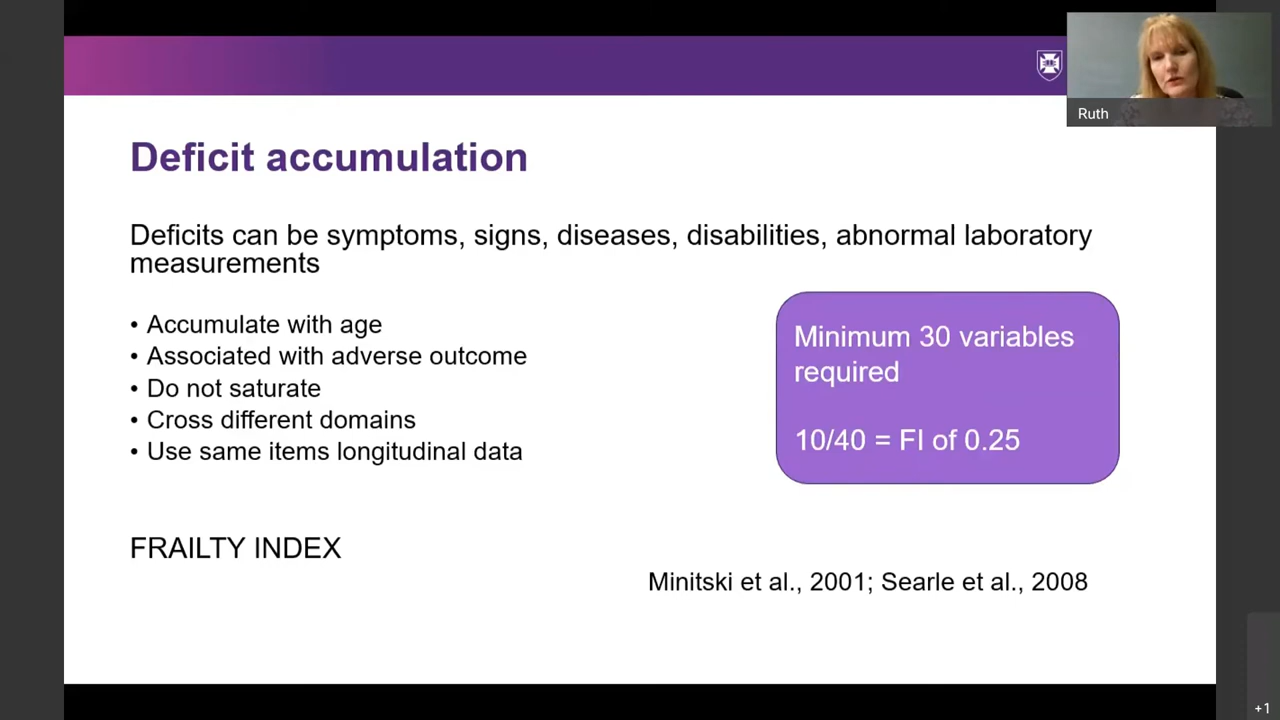 Ruth
Deficit accumulation
Deficits can be symptoms, signs, diseases, disabilities, abnormal laboratory
measurements
• Accumulate with age
• Associated with adverse outcome
• Do not saturate
• Cross different domains
• Use same items longitudinal data
Minimum 30 variables
required
10/40 = FI of 0.25
FRAILTY INDEX
Minitski et al., 2001; Searle et al., 2008
+1